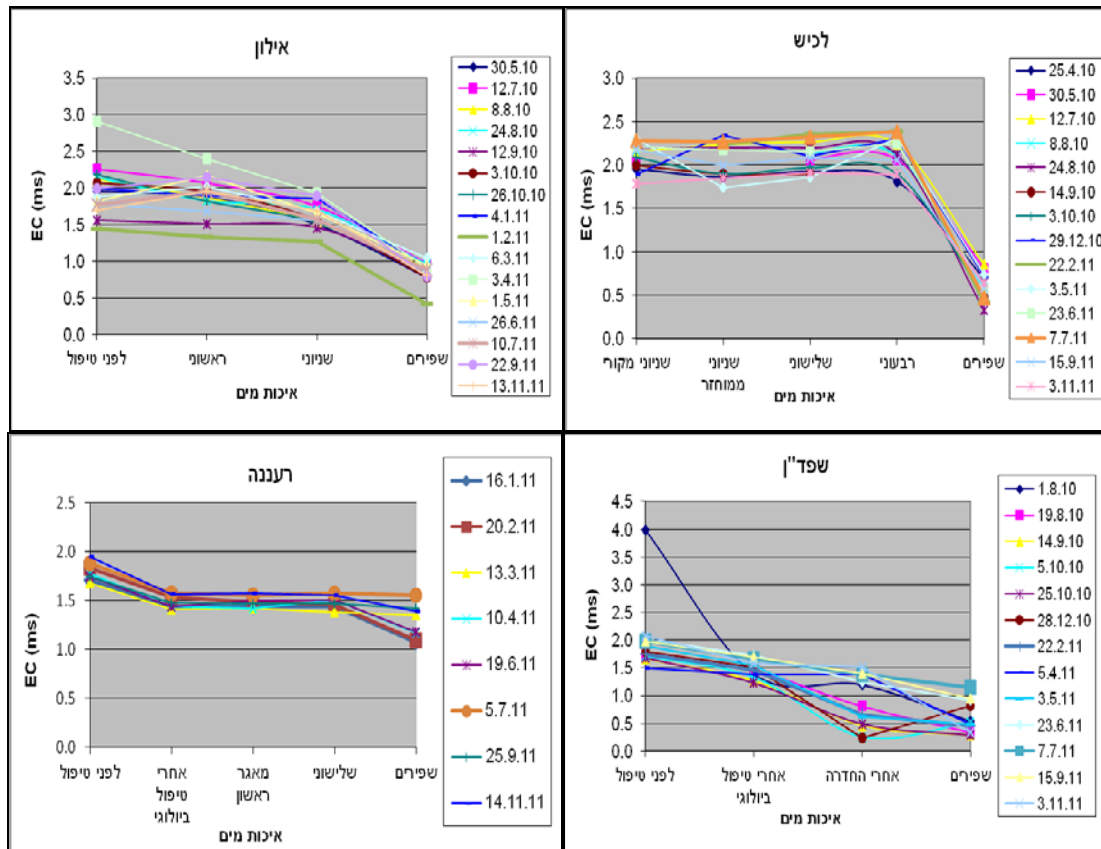 אילון
3.5
3.0
2.5
2.0
1.5
1.0
0.5
0.0
EC (ms)
לפני טיפול
ראשוני
שניוני
שפירים
איכות מים
30.5.10
12.7.10
8.8.10
24.8.10
12.9.10
3.10.10
26.10.10
4.1.11
1.2.11
6.3.11
3.4.11
1.5.11
26.6.11
10.7.11
22.9.11
13.11.11
לכיש
3.0
2.5
2.0
1.5
1.0
0.5
0.0
EC (ms)
שניוני מקורי
שניוני
ממוחזר
שלישוני
רבעוני
שפירים
איכות מים
25.4.10
30.5.10
12.7.10
8.8.10
24.8.10
14.9.10
3.10.10
29.12.10
22.2.11
3.5.11
23.6.11
7.7.11
15.9.11
3.11.11
רעננה
2.5
2.0
1.5
1.0
0.5
0.0
EC (ms)
לפני טיפול
אחרי
טיפול
ביולוגי
מאגר
ראשון
שלישוני
שפירים
איכות מים
16.1.11
20.2.11
13.3.11
10.4.11
19.6.11
5.7.11
25.9.11
14.11.11
שפד"ן
4.5
4.0
3.5
3.0
2.5
2.0
1.5
1.0
0.5
0.0
EC (ms)
לפני טיפול
אחרי טיפול
ביולוגי
אחרי החדרה
שפירים
איכות מים
1.8.10
19.8.10
14.9.10
5.10.10
25.10.10
28.12.10
22.2.11
5.4.11
3.5.11
23.6.11
7.7.11
15.9.11
3.11.11